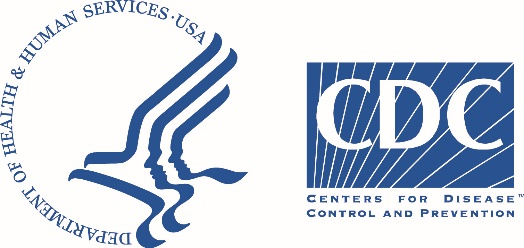 DEPARTMENT OF HEALTH & HUMAN SERVICES · USA
CDC
CENTERS FOR DISEASE™
CONTROL AND PREVENTION